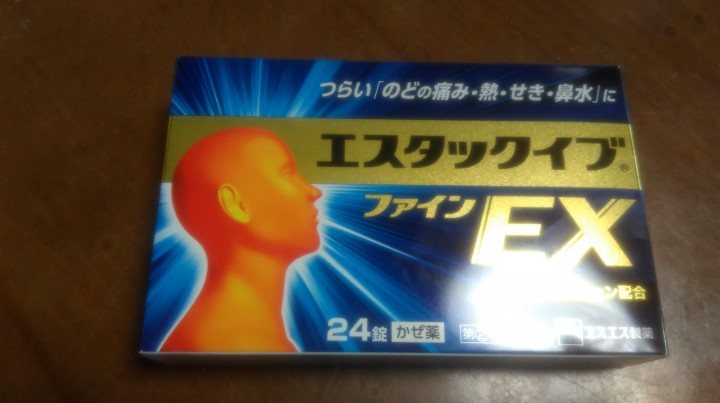 つらい「のどの痛み・熱・せき・鼻水」に
エスタックイブ®
ファイン EX
配合
24錠 かぜ薬 エスエス製薬